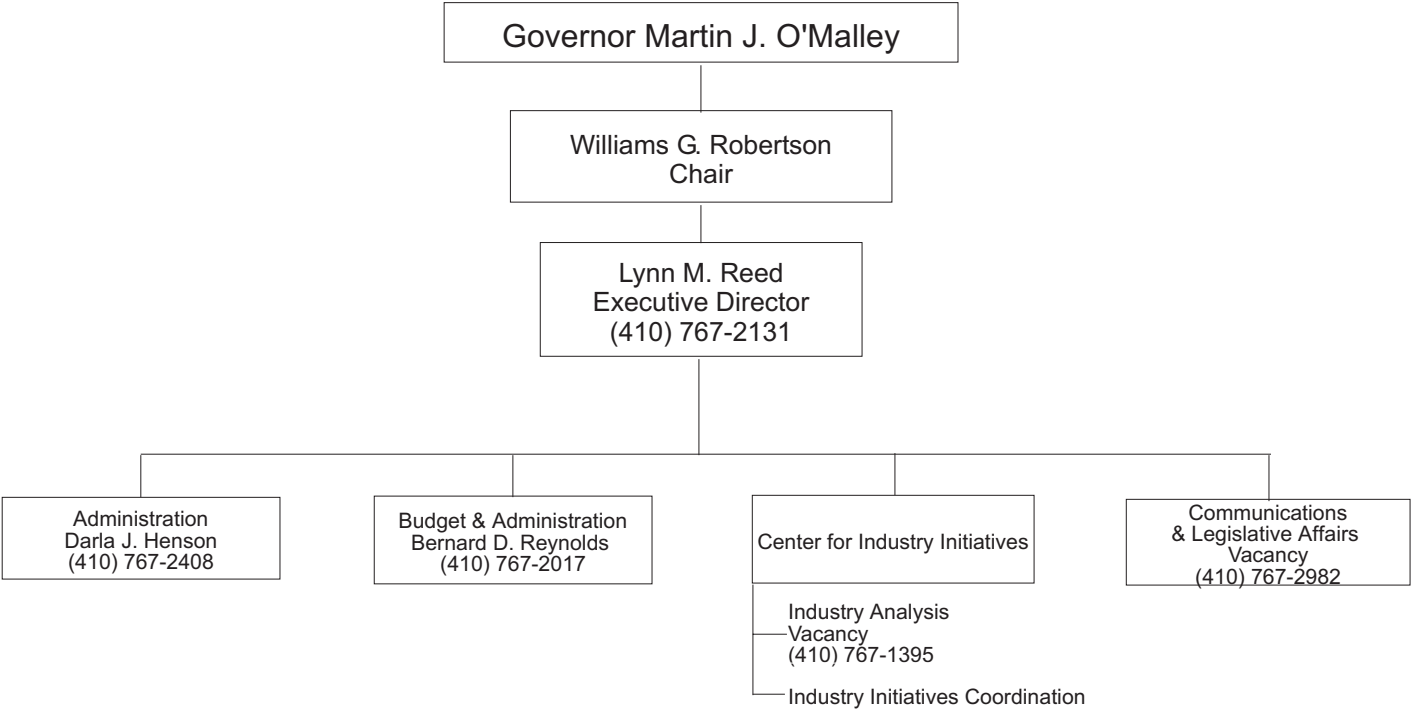 Governor Martin J. O'Malley
Williams G. Robertson
Chair
Lynn M. Reed
Executive Director
(410) 767-2131
Administration
Darla J. Henson
(410) 767-2408
Budget & Administration
Bernard D. Reynolds
(410) 767-2017
Center for Industry Initiatives
Communications
& Legislative Affairs
Vacancy
(410) 767-2982
Industry Analysis
Vacancy
(410) 767-1395
Industry Initiatives Coordination